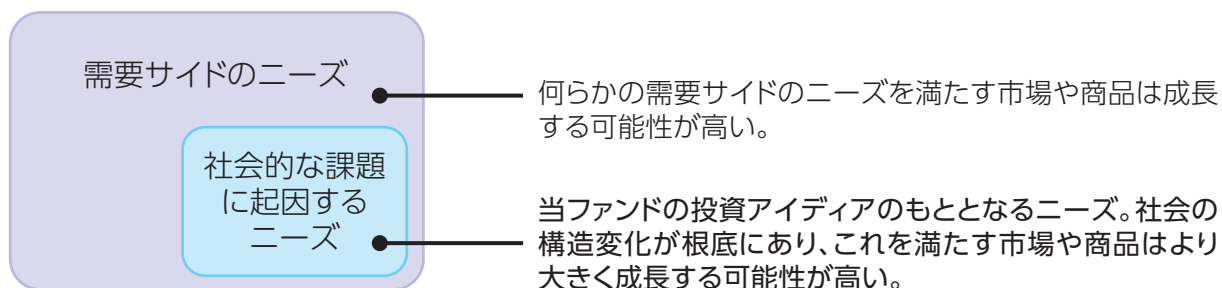 需要サイドのニーズ
何らかの需要サイドのニーズを満たす市場や商品は成長
する可能性が高い。
社会的な課題
に起因する
ニーズ
当ファンドの投資アイディアのもととなるニーズ。社会の
構造変化が根底にあり、これを満たす市場や商品はより
大きく成長する可能性が高い。